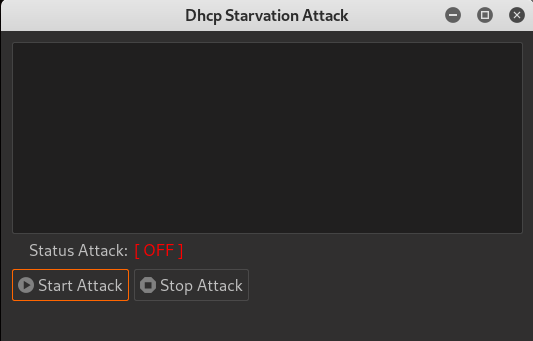 Dhcp Starvation Attack
Status Attack: [ OFF ]
Start Attack Stop Attack